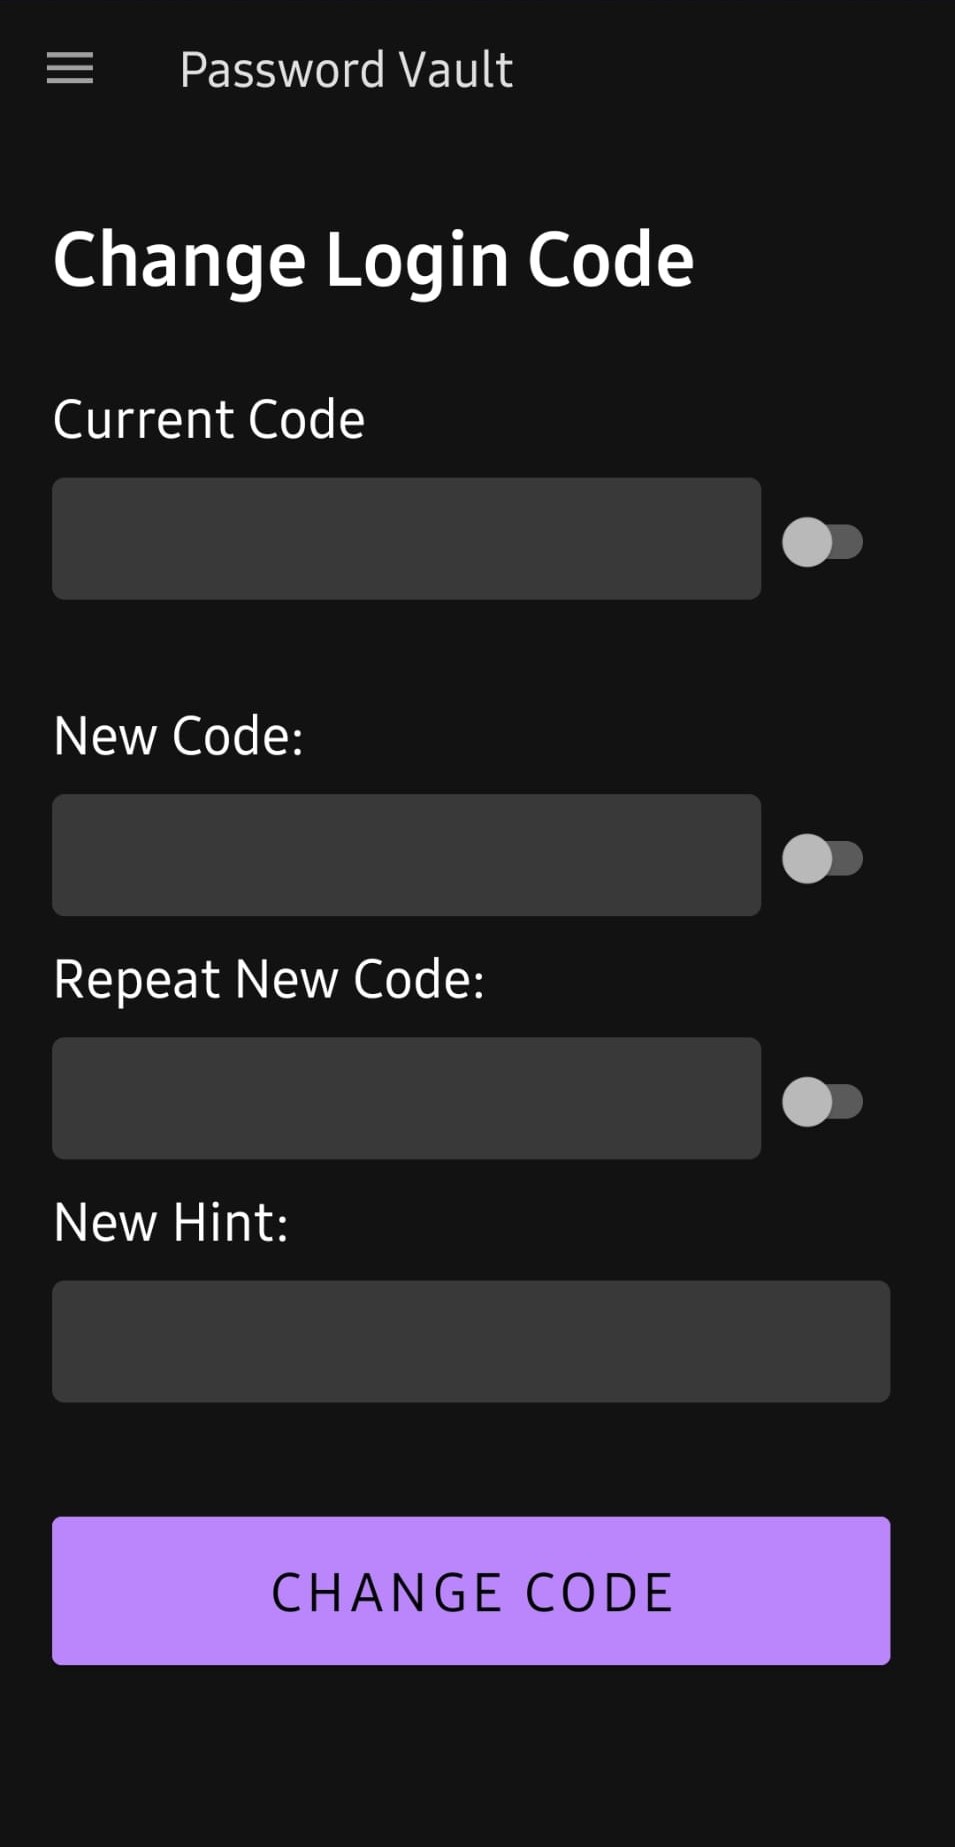 Password Vault
Change Login Code
Current Code
New Code:
Repeat New Code:
New Hint:
CHANGE CODE